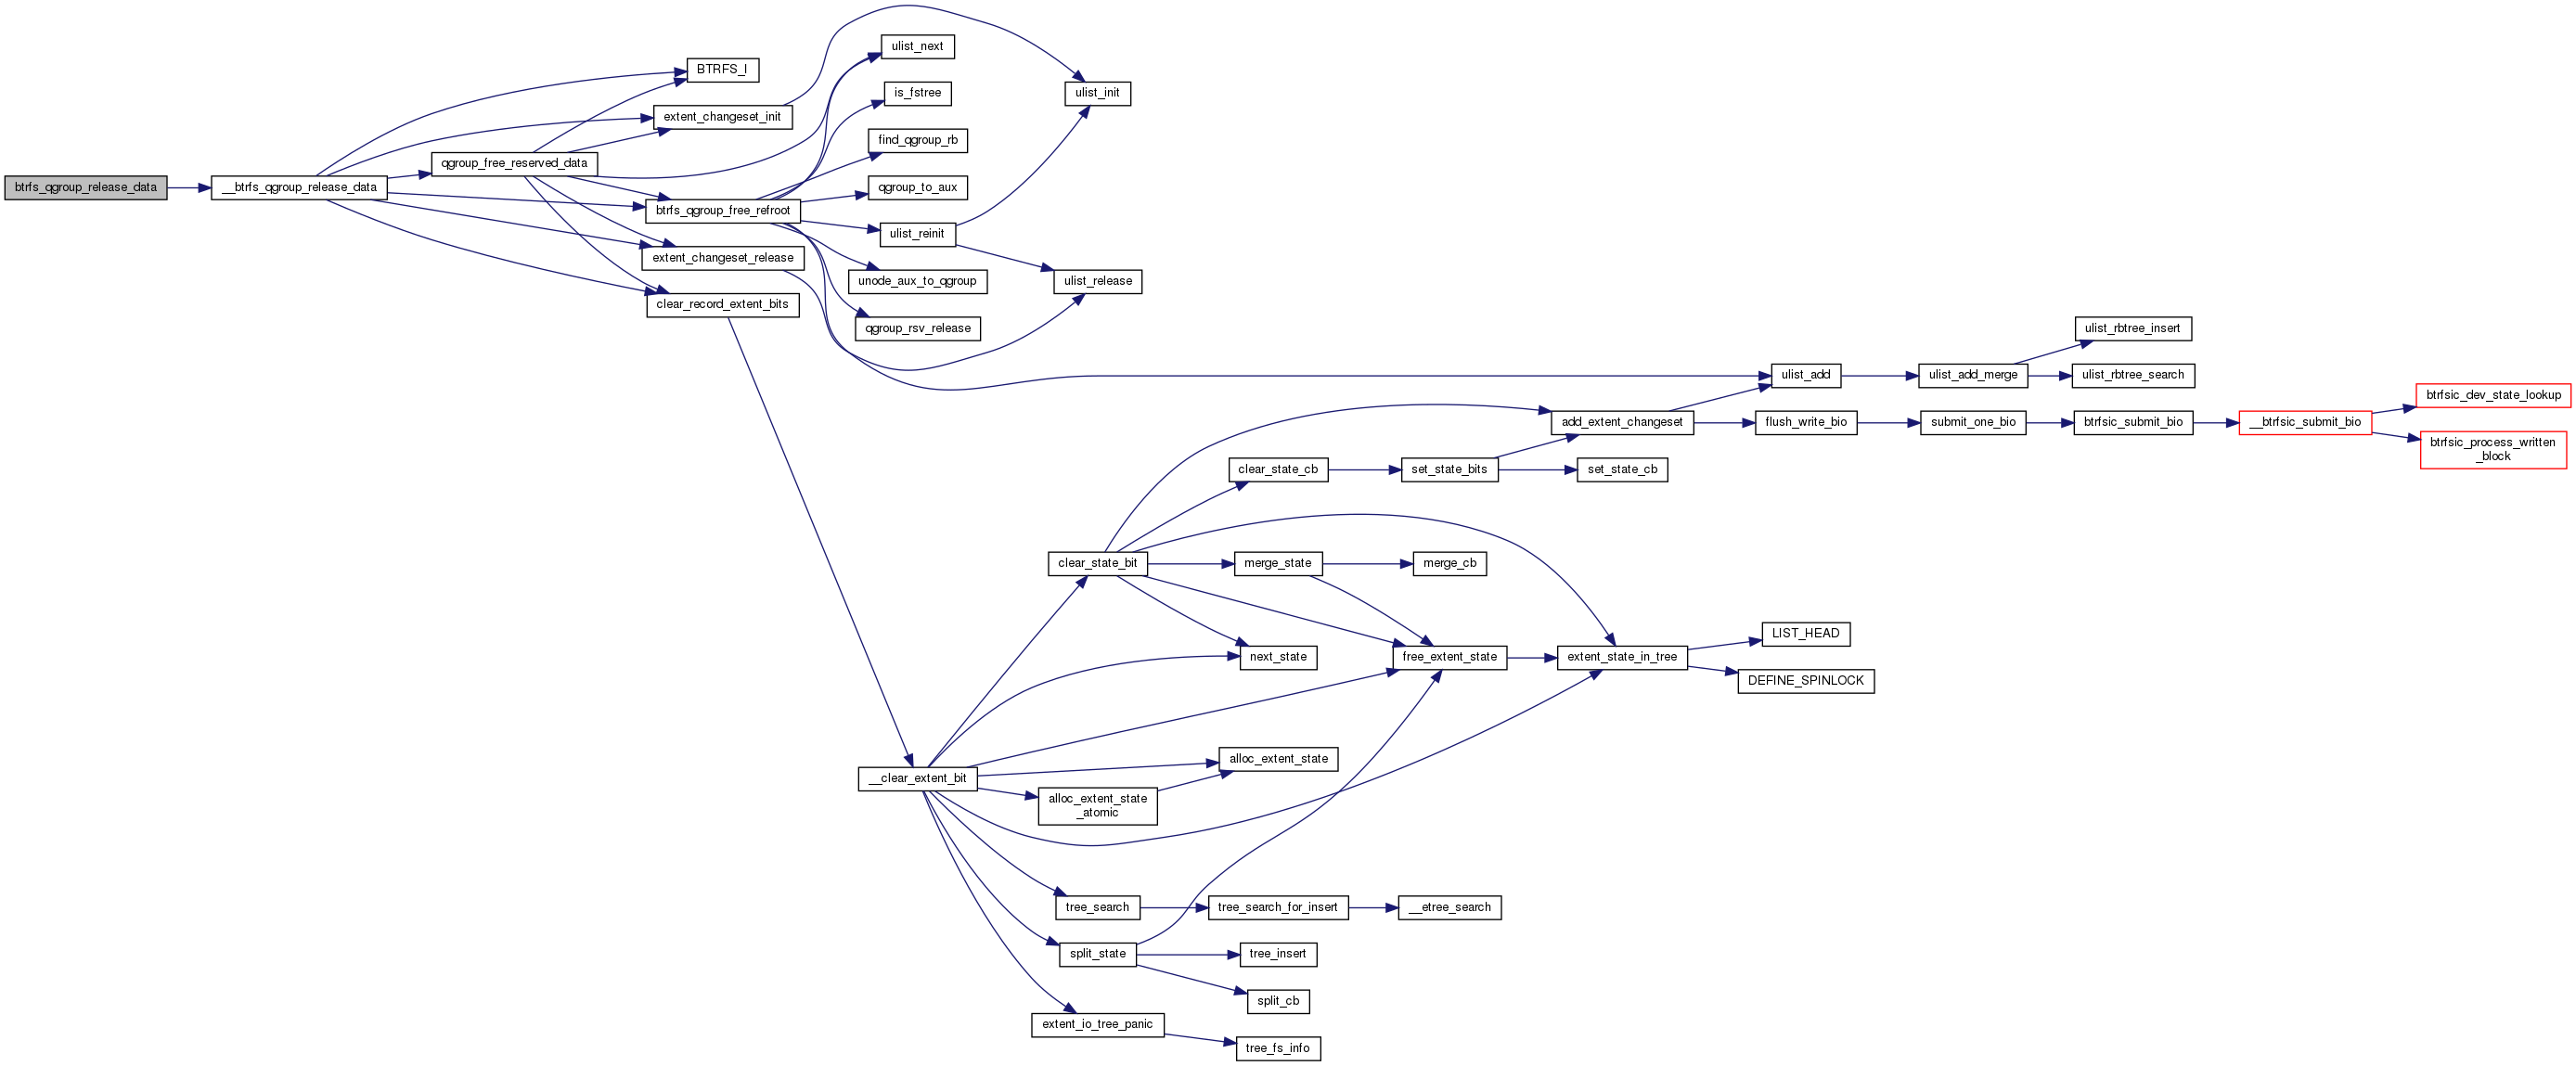 btrfs_qgroup_release_data
__btrfs_qgroup_release_data
BTRFS_I
extent_changeset_init
qgroup_free_reserved_data
btrfs_qgroup_free_refroot
extent_changeset_release
clear_record_extent_bits
ulist_next
is_fstree
find_qgroup_rb
qgroup_to_aux
ulist_reinit
unode_aux_to_qgroup
qgroup_rsv_release
ulist_init
ulist_release
ulist_add
ulist_add_merge
ulist_rbtree_insert
ulist_rbtree_search
add_extent_changeset
flush_write_bio
submit_one_bio
btrfsic_submit_bio
__btrfsic_submit_bio
btrfsic_dev_state_lookup
btrfsic_process_written
_block
clear_state_cb
set_state_bits
set_state_cb
clear_state_bit
merge_state
merge_cb
next_state
free_extent_state
extent_state_in_tree
LIST_HEAD
DEFINE_SPINLOCK
__clear_extent_bit
alloc_extent_state
alloc_extent_state
_atomic
tree_search
tree_search_for_insert
__etree_search
split_state
tree_insert
split_cb
extent_io_tree_panic
tree_fs_info